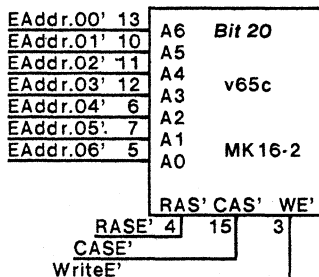 EAddr.00' 13 A6 Bit 20
EAddr.01' 10 A5
EAddr.02' 11 A4 v65c
EAddr.03' 12 A3
EAddr.04' 6 A2
EAddr.05' 7 A1 MK16-2
EAddr.06' 5 A0
RAS' CAS' WE'
RASE' 4 15 3
CASE'
WriteE'